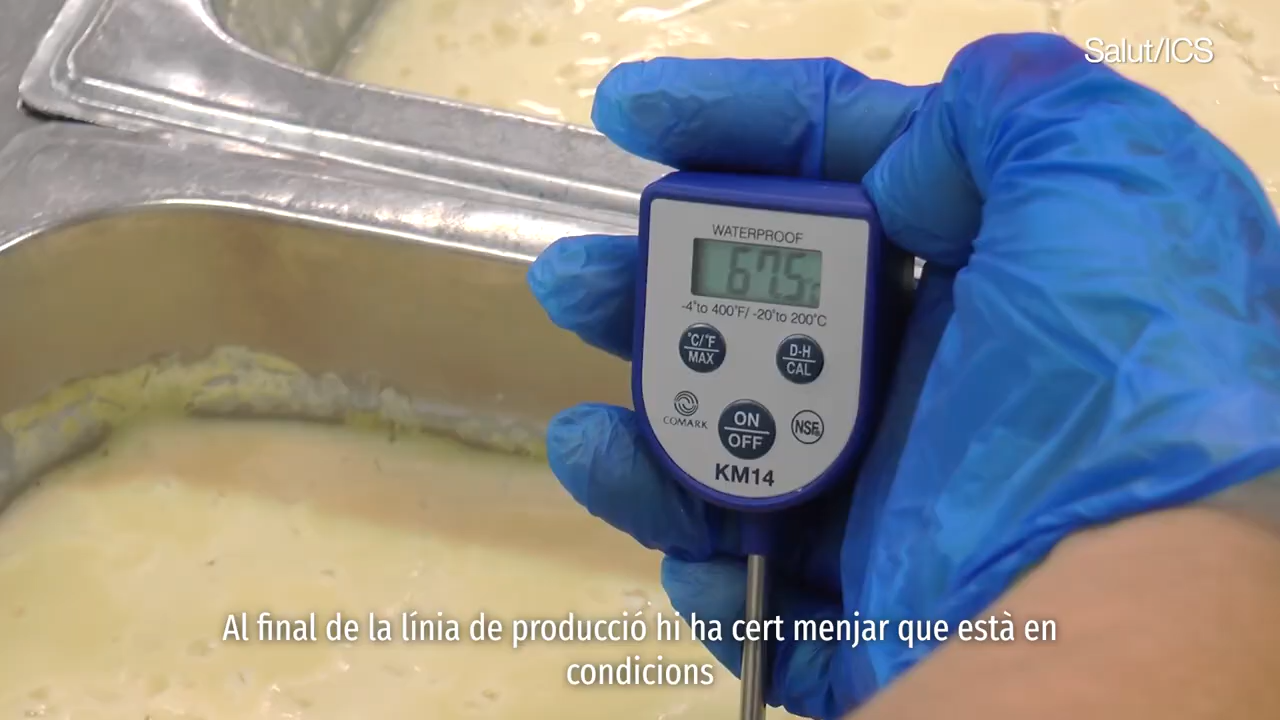 Salut/ICS
WATERPROOF
67.5
-4°to 400°F/ -20°to 200°C
°C/°F
MAX
D-H
CAL
COMARK
ON
OFF
NSF
KM14
Al final de la línia de producció hi ha cert menjar que està en
condicions